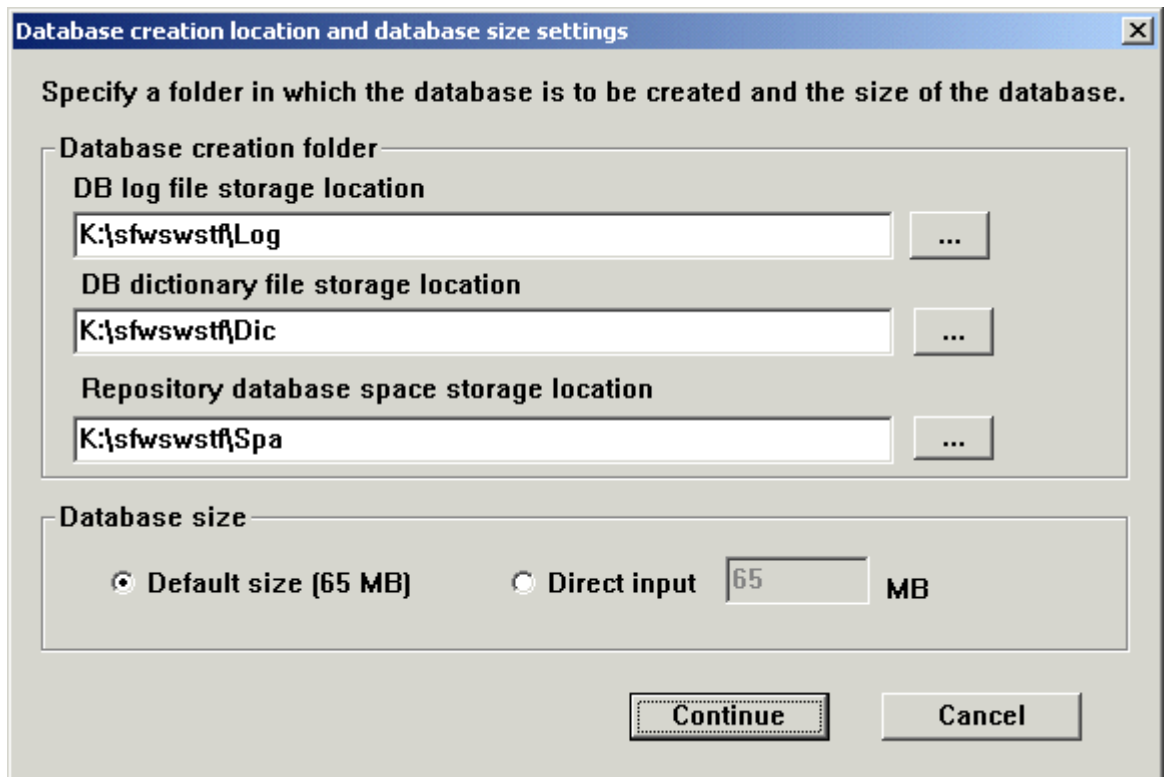 Database creation location and database size settings
Specify a folder in which the database is to be created and the size of the database.
Database creation folder
DB log file storage location
K:\sfwswstf\Log
...
DB dictionary file storage location
K:\sfwswstf\Dic
...
Repository database space storage location
K:\sfwswstf\Spa
...
Database size
Default size (65 MB) Direct input 65 MB
Continue Cancel